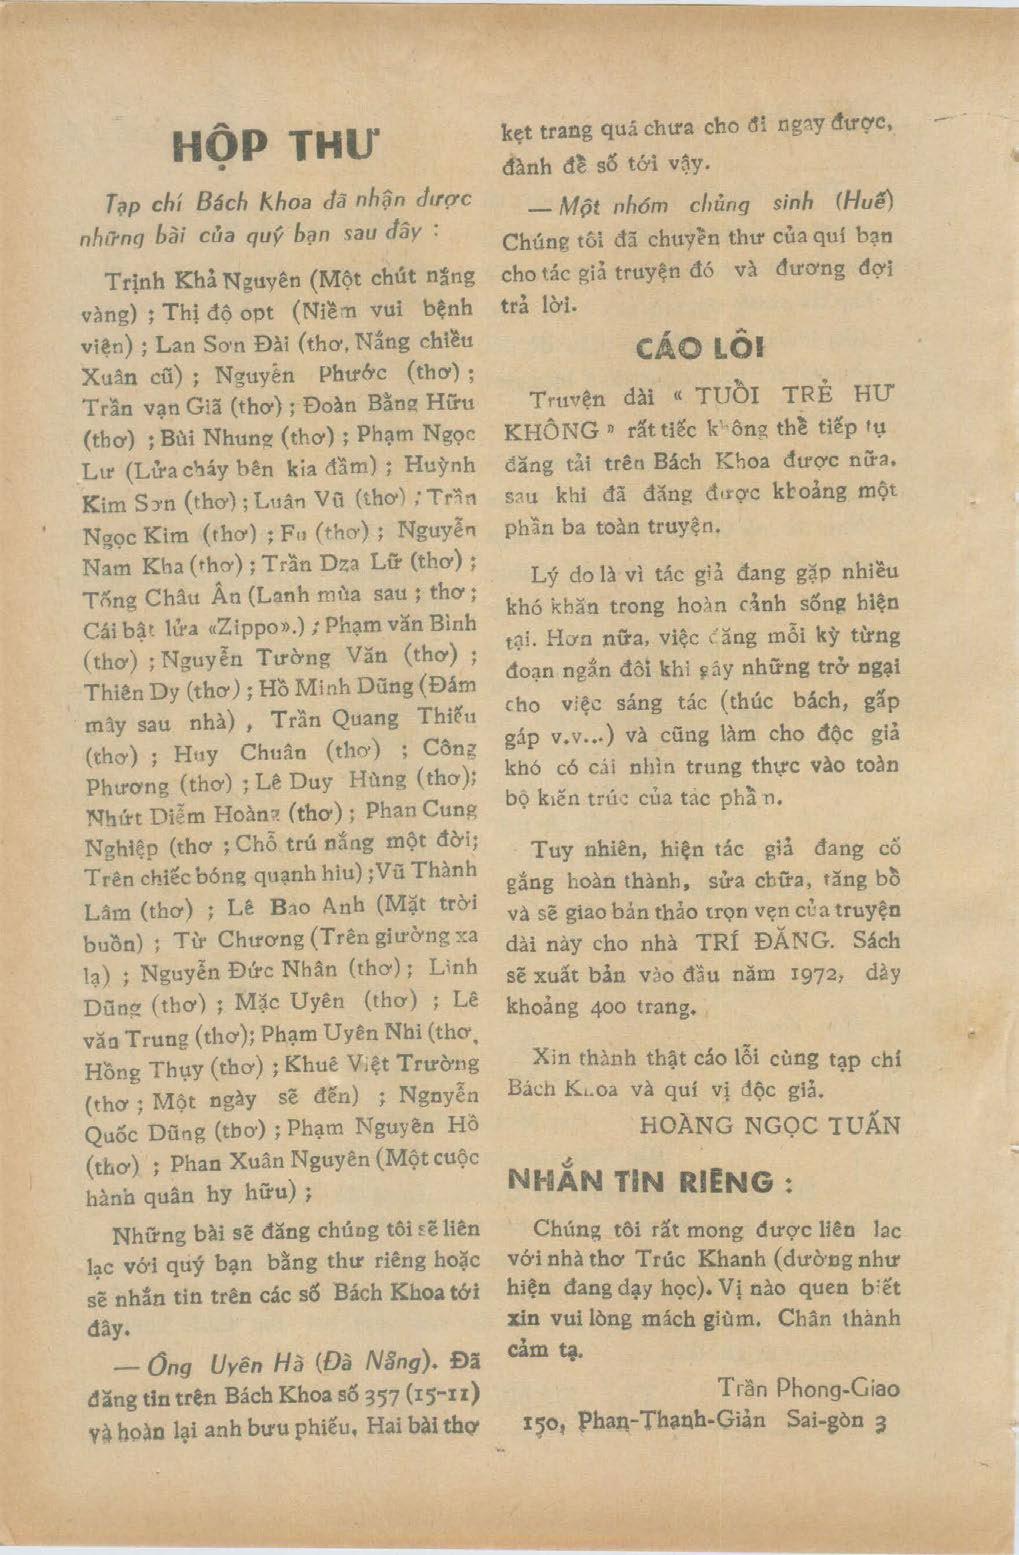 HỘP THƯ
Tạp chí Bách Khoa đã nhận được
những bài của quý bạn sau đây :
Trịnh Khả Nguyên (Một chút nắng
vàng) ; Thị độ opt (Niềm vui bệnh
viện) ; Lan Sơn Đài (thơ, Nắng chiều
Xuân cũ) ; Nguyễn Phước (thơ) ;
Trần vạn Giã (thơ) ; Đoàn Bằng Hữu
(thơ) ; Bùi Nhung (thơ) ; Phạm Ngọc
Lư (Lửa cháy bên kia đầm) ; Huỳnh
Kim Sơn (thơ) ; Luân Vũ (thơ) ; Trần
Ngọc Kim (thơ) ; Fu (thơ) ; Nguyễn
Nam Kha (thơ) ; Trần Dza Lữ (thơ) ;
Tống Châu Ân (Lanh mùa sau ; thơ ;
Cái bật lửa «Zippo».) ; Phạm văn Bình
(thơ) ; Nguyễn Tường Văn (thơ) ;
Thiên Dy (thơ) ; Hồ Minh Dũng (Đám
mây sau nhà) , Trần Quang Thiếu
(thơ) ; Huy Chuân (thơ) ; Công
Phương (thơ) ; Lê Duy Hùng (thơ);
Nhứt Diễm Hoàng (thơ) ; Phan Cung
Nghiệp (thơ ; Chỗ trú nắng một đời;
Trên chiếc bóng quạnh hiu) ; Vũ Thành
Lâm (thơ) ; Lê Bao Anh (Mặt trời
buồn) ; Từ Chương (Trên giường xa
lạ) ; Nguyễn Đức Nhân (thơ) ; Linh
Dũng (thơ) ; Mặc Uyên (thơ) ; Lê
văn Trung (thơ); Phạm Uyên Nhi (thơ,
Hồng Thụy (thơ) ; Khuê Việt Trường
(thơ ; Một ngày sẽ đến) ; Ngnyễn
Quốc Dũng (thơ) ; Phạm Nguyên Hồ
(thơ) ; Phan Xuân Nguyên (Một cuộc
hành quân hy hữu) ;
Những bài sẽ đăng chúng tôi sẽ liên
lạc với quý bạn bằng thư riêng hoặc
sẽ nhắn tin trên các số Bách Khoa tới
đây.
— Ông Uyên Hà (Đà Nẵng). Đã
đăng tin trên Bách Khoa số 357 (15-11)
và hoàn lại anh bưu phiếu. Hai bài thơ
kẹt trang quá chưa cho đi ngay được,
đành để số tới vậy.
— Một nhóm chủng sinh (Huế)
Chúng tôi đã chuyển thư của quí bạn
cho tác giả truyện đó và đương đợi
trả lời.
CÁO LỖI
Truyện dài « TUỔI TRẺ HƯ
KHÔNG » rất tiếc không thể tiếp tụ
đăng tải trên Bách Khoa được nữa.
sau khi đã đăng được khoảng một
phần ba toàn truyện.
Lý do là vì tác giả đang gặp nhiều
khó khăn trong hoàn cảnh sống hiện
tại. Hơn nữa, việc đăng mỗi kỳ từng
đoạn ngắn đôi khi gây những trở ngại
cho việc sáng tác (thúc bách, gấp
gáp v.v...) và cũng làm cho độc giả
khó có cái nhìn trung thực vào toàn
bộ kiến trúc của tác phẩn.
Tuy nhiên, hiện tác giả đang cố
gắng hoàn thành, sửa chữa, tăng bổ
và sẽ giao bản thảo trọn vẹn của truyện
dài này cho nhà TRÍ ĐĂNG. Sách
sẽ xuất bản vào đầu năm 1972, dày
khoảng 400 trang.
Xin thành thật cáo lỗi cùng tạp chí
Bách Khoa và quí vị độc giả.
HOÀNG NGỌC TUẤN
NHẮN TIN RIÊNG :
Chúng tôi rất mong được liên lac
với nhà thơ Trúc Khanh (dường như
hiện đang dạy học). Vị nào quen biết
xin vui lòng mách giùm. Chân thành
cảm tạ.
Trần Phong-Giao
150, Phan-Thanh-Giản Sai-gòn 3